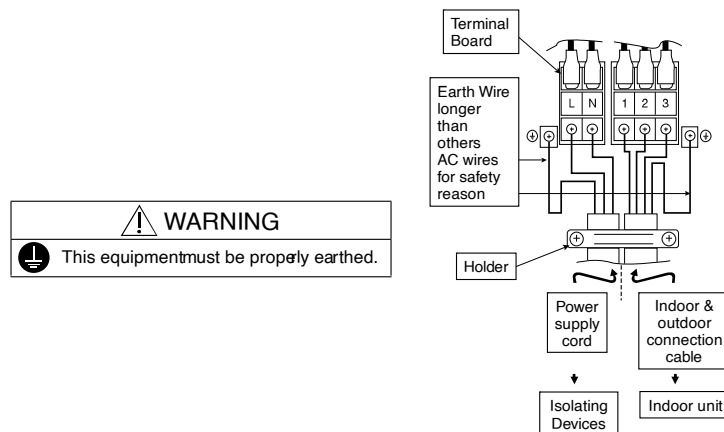 WARNING
This equipmentmust be properly earthed.
Terminal
Board
Earth Wire
longer
than
others
AC wires
for safety
reason
L N 1 2 3
Holder
Power
supply
cord
Indoor &
outdoor
connection
cable
Isolating
Devices
Indoor unit